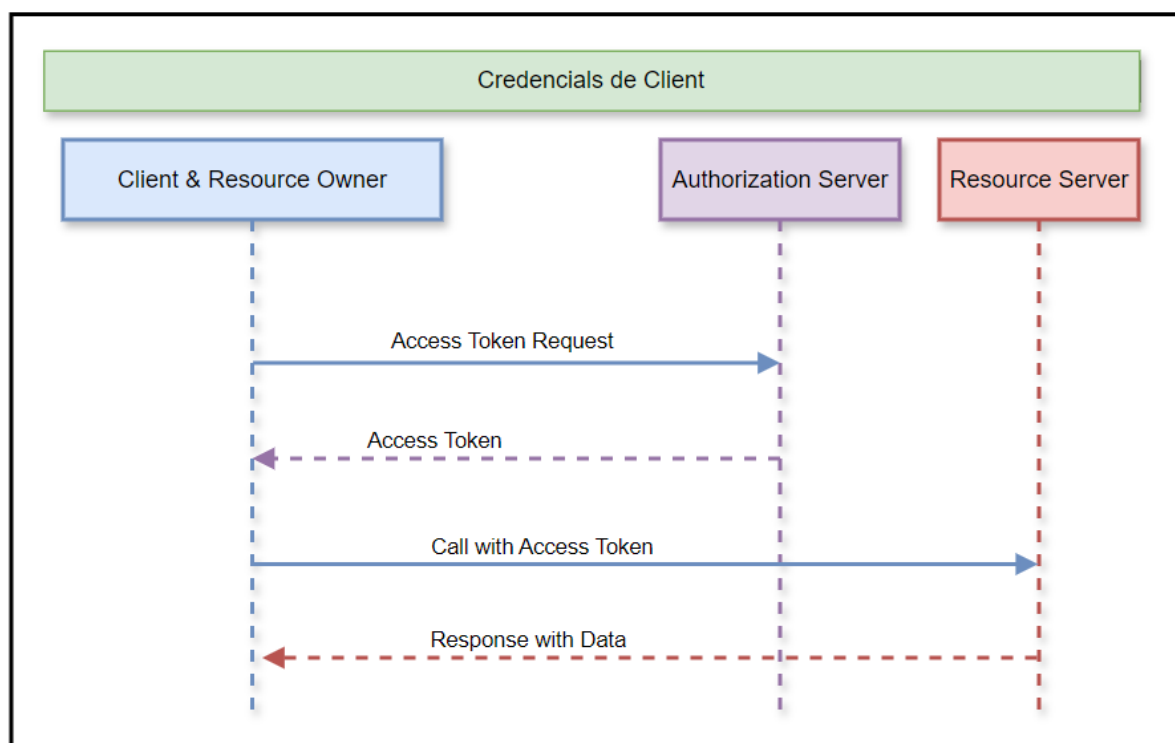 Credencials de Client
Client & Resource Owner
Authorization Server
Resource Server
Access Token Request
Access Token
Call with Access Token
Response with Data